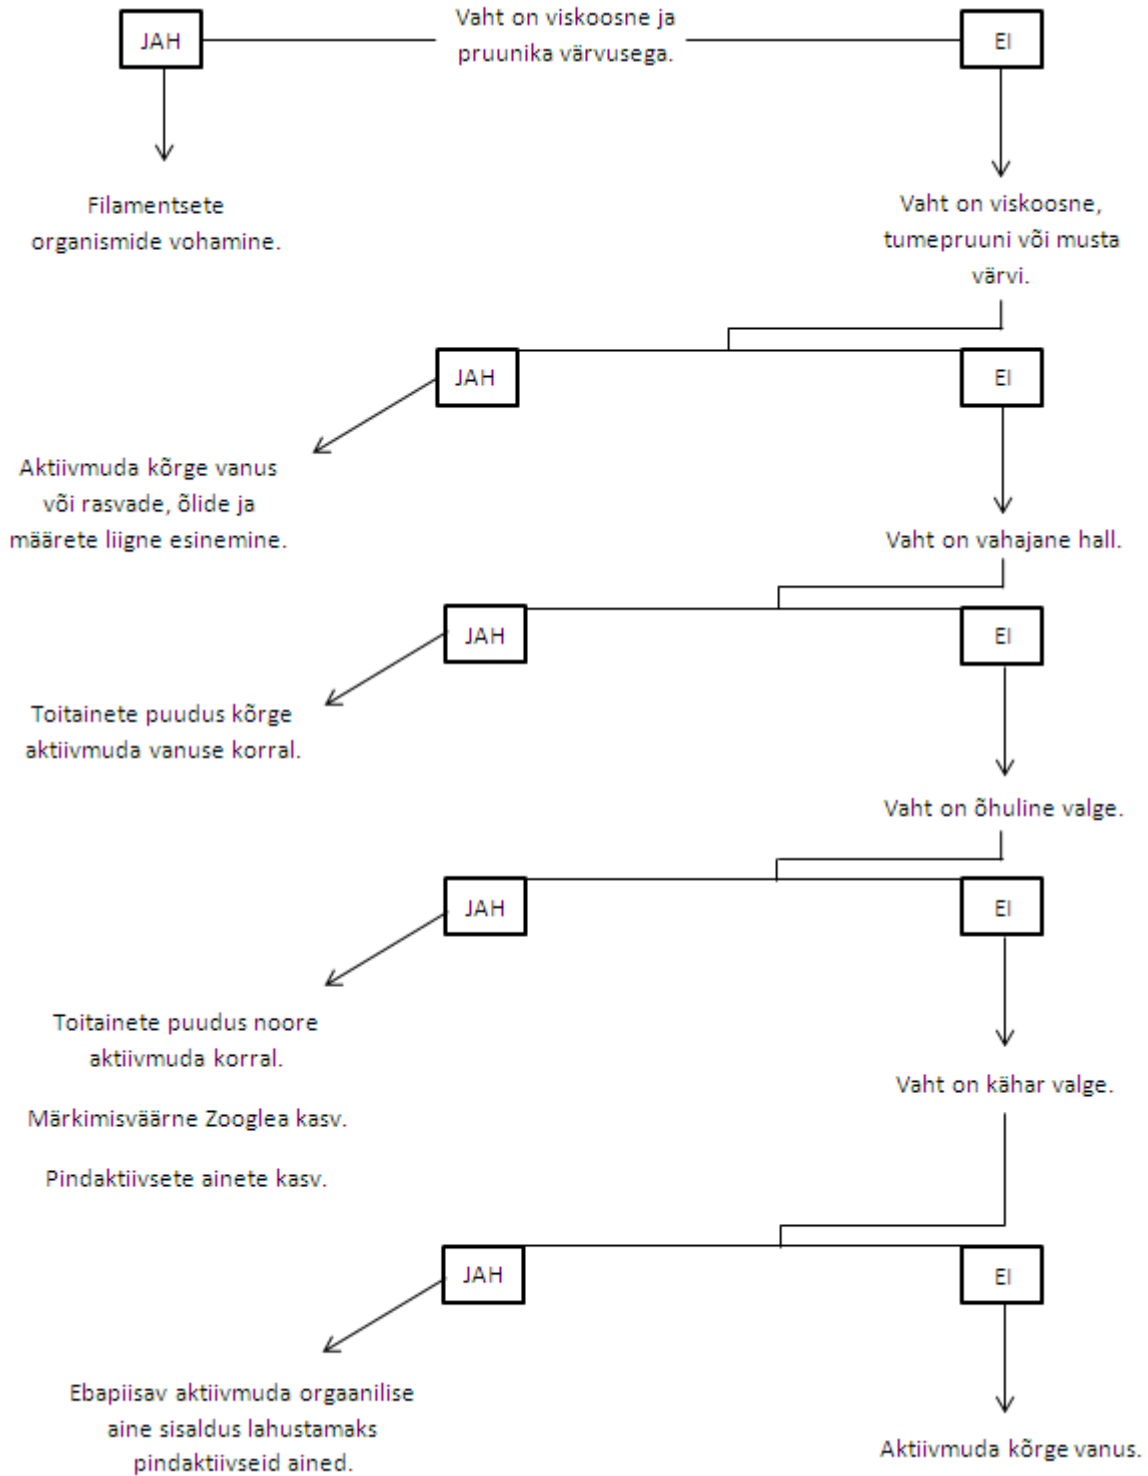 JAH
Vaht on viskoosne ja
pruunika värvusega.
EI
Filamentsete
organismide vohamine.
Vaht on viskoosne,
tumepruuni või musta
värvi.
JAH
EI
Aktiivmuda kõrge vanus
või rasvade, õlide ja
määrete liigne esinemine.
Vaht on vahajane hall.
JAH
EI
Toitainete puudus kõrge
aktiivmuda vanuse korral.
Vaht on õhuline valge.
JAH
EI
Toitainete puudus noore
aktiivmuda korral.
Märkimisväärne Zooglea kasv.
Pindaktiivsete ainete kasv.
Vaht on kähar valge.
JAH
EI
Ebapiisav aktiivmuda orgaanilise
aine sisaldus lahustamaks
pindaktiivseid ained.
Aktiivmuda kõrge vanus.